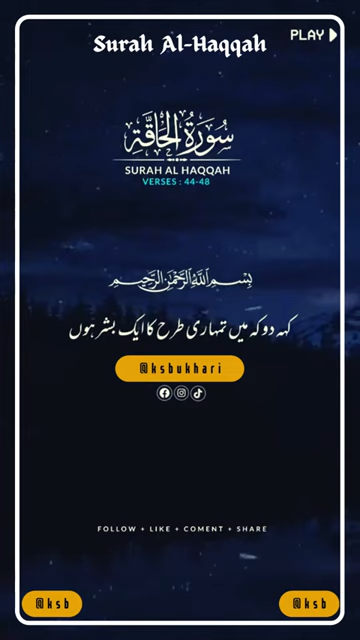 Surah Al-Haqqah
PLAY
سُورَةُ الْحَاقَّة
SURAH AL HAQQAH
VERSES : 44-48
بِسْمِ اللَّهِ الرَّحْمَٰنِ الرَّحِيمِ
کہہ دو کہ میں تمہاری طرح کا ایک بشر ہوں
@ksbukhari
FOLLOW + LIKE + COMENT + SHARE
@ksb
@ksb